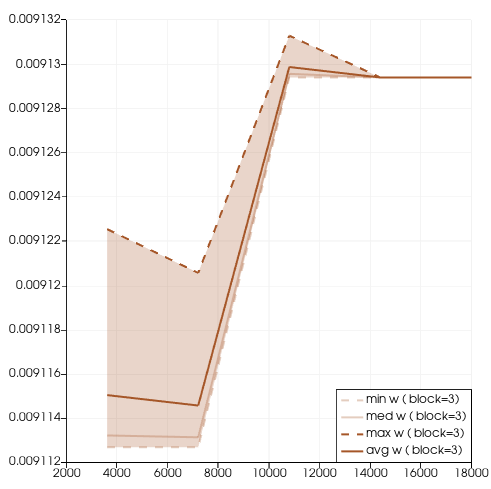 0.009132
0.00913
0.009128
0.009126
0.009124
0.009122
0.00912
0.009118
0.009116
0.009114
0.009112
2000 4000 6000 8000 10000 12000 14000 16000 18000
min w ( block=3)
med w ( block=3)
max w ( block=3)
avg w ( block=3)